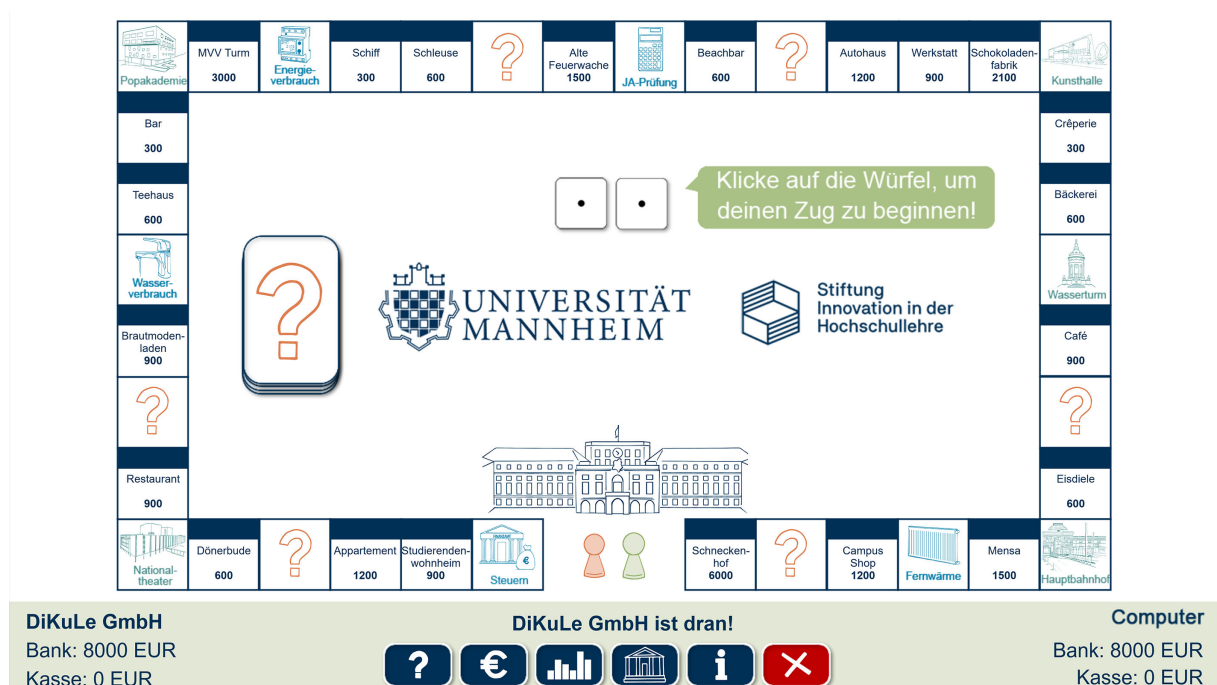 Popakademie
MVV Turm
3000
Energie-
verbrauch
Schiff
300
Schleuse
600
?
Alte
Feuerwache
1500
JA-Prüfung
Beachbar
600
?
Autohaus
1200
Werkstatt
900
Schokoladen-
fabrik
2100
Kunsthalle
Bar
300
Crêperie
300
Teehaus
600
Klicke auf die Würfel, um
deinen Zug zu beginnen!
Bäckerei
600
Wasser-
verbrauch
?
UNIVERSITÄT
MANNHEIM
Stiftung
Innovation in der
Hochschullehre
Wasserturm
Brautmoden-
laden
900
Café
900
?
?
Restaurant
900
Eisdiele
600
National-
theater
Dönerbude
600
?
Appartement
1200
Studierenden-
wohnheim
900
FINANZAMT
€
Steuern
Schnecken-
hof
6000
?
Campus
Shop
1200
Fernwärme
Mensa
1500
Hauptbahnhof
DiKuLe GmbH
Bank: 8000 EUR
Kasse: 0 EUR
DiKuLe GmbH ist dran!
? € i
Computer
Bank: 8000 EUR
Kasse: 0 EUR